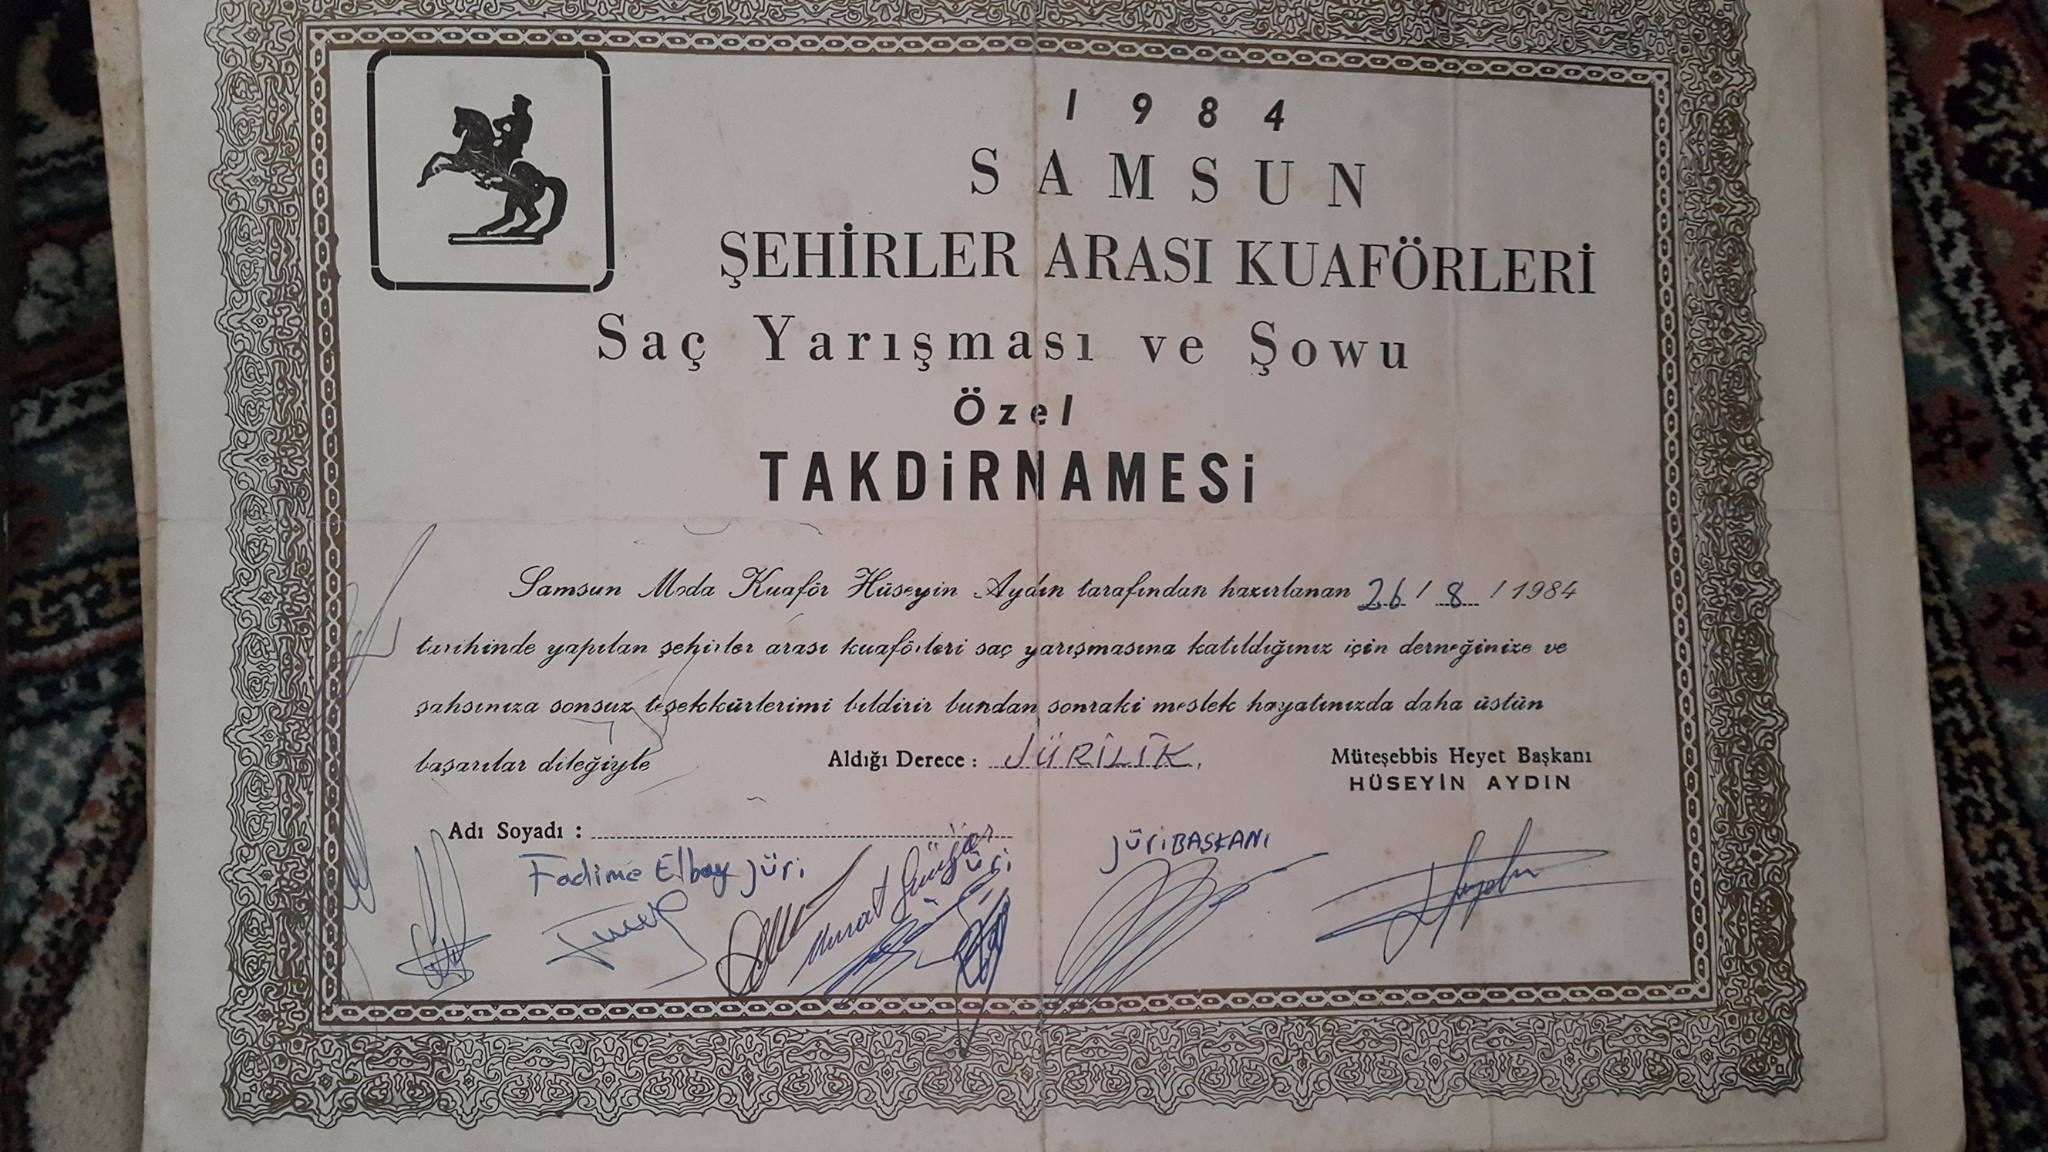 1984
SAMSUN
ŞEHİRLER ARASI KUAFÖRLERİ
Saç Yarışması ve Şowu
Özel
TAKDiRNAMESi
Samsun Moda Kuaför Hüseyin Aydın tarafından hazırlanan 26 / 8 / 1984
tarihinde yapılan şehirler arası kuaförleri saç yarışmasına katıldığınız için derneğinize ve
şahsınıza sonsuz teşekkürlerimi bildirir bundan sonraki meslek hayatınızda daha üstün
başarılar dileğiyle
Aldığı Derece : JÜRİLİK.
Müteşebbis Heyet Başkanı
HÜSEYİN AYDIN
Adı Soyadı :
Fadime Elbay Jüri
Murat Jüri
JÜRİ BAŞKANI